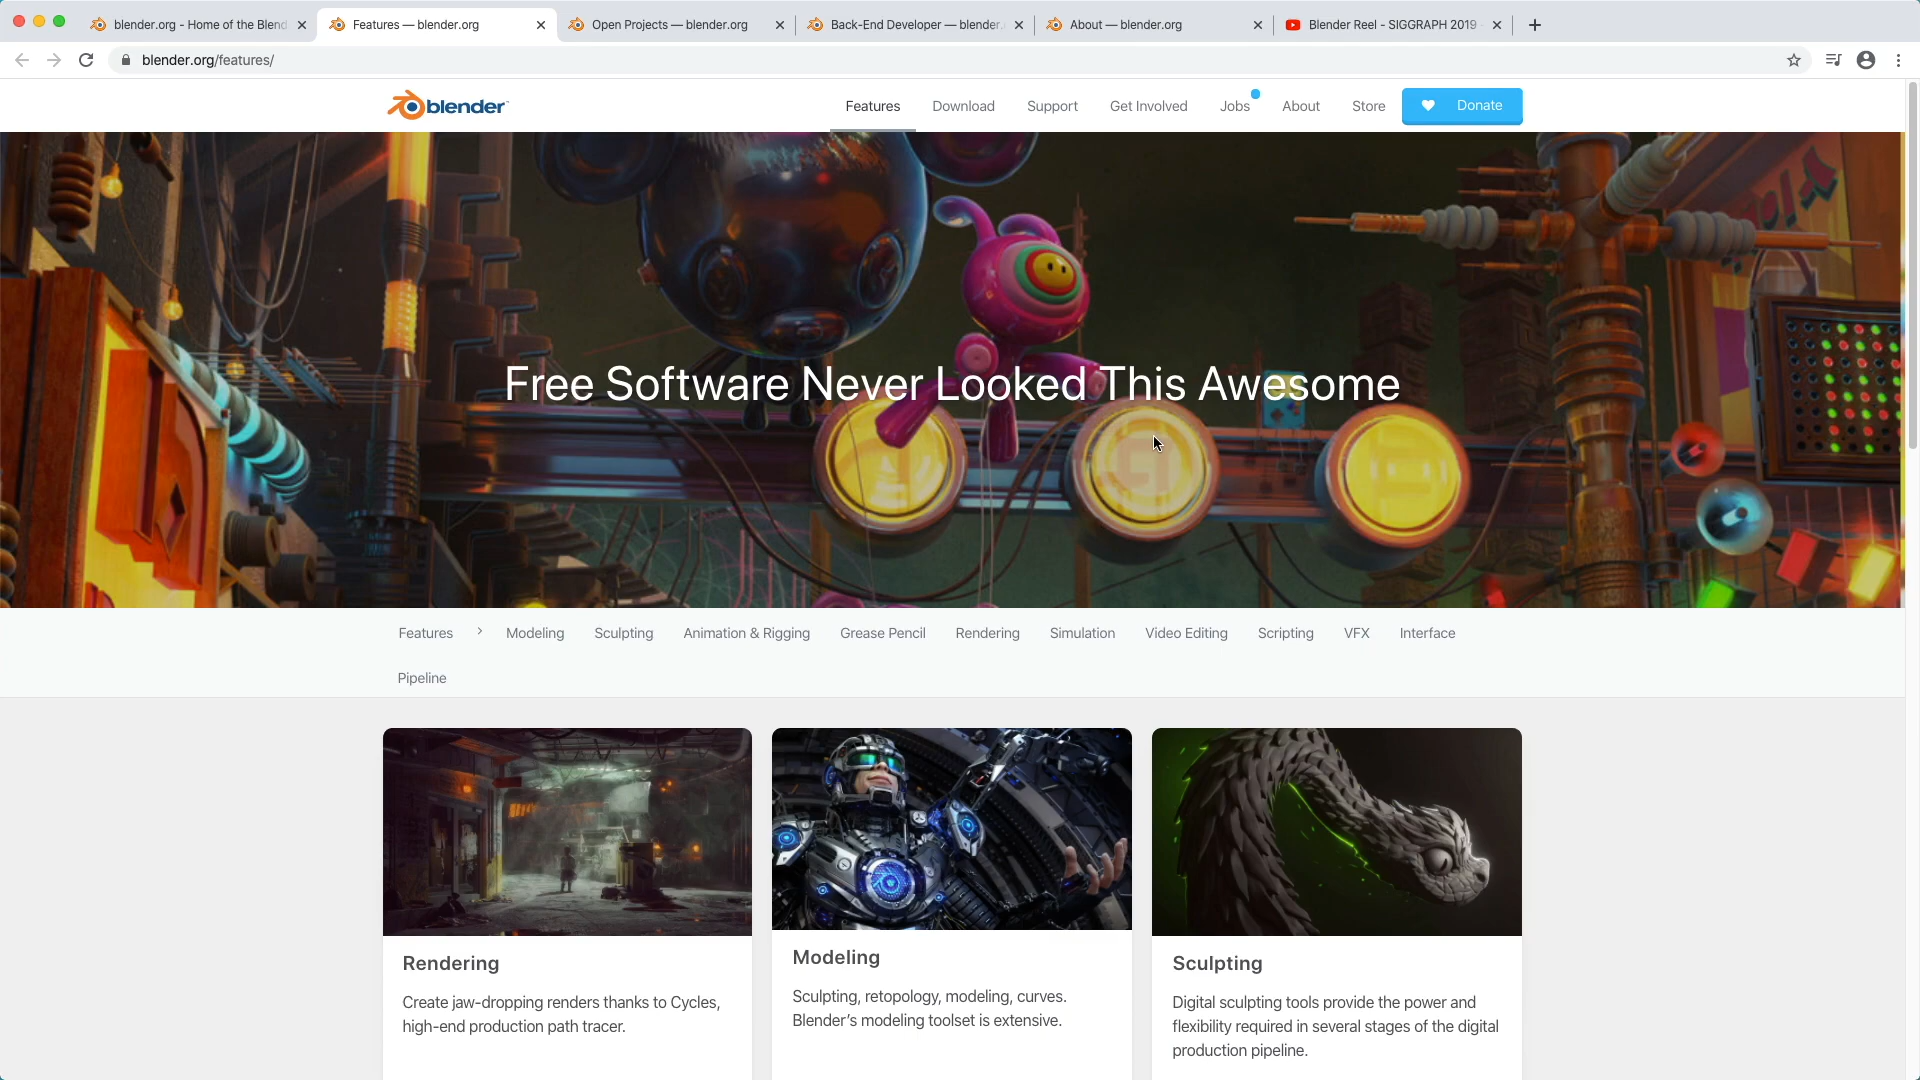 blender.org - Home of the Blend
Features — blender.org
Open Projects — blender.org
Back-End Developer — blender.
About — blender.org
Blender Reel - SIGGRAPH 2019
blender.org/features/
blender
Features
Download
Support
Get Involved
Jobs
About
Store
Donate
Free Software Never Looked This Awesome
Features
Modeling
Sculpting
Animation & Rigging
Grease Pencil
Rendering
Simulation
Video Editing
Scripting
VFX
Interface
Pipeline
Rendering
Create jaw-dropping renders thanks to Cycles,
high-end production path tracer.
Modeling
Sculpting, retopology, modeling, curves.
Blender’s modeling toolset is extensive.
Sculpting
Digital sculpting tools provide the power and
flexibility required in several stages of the digital
production pipeline.